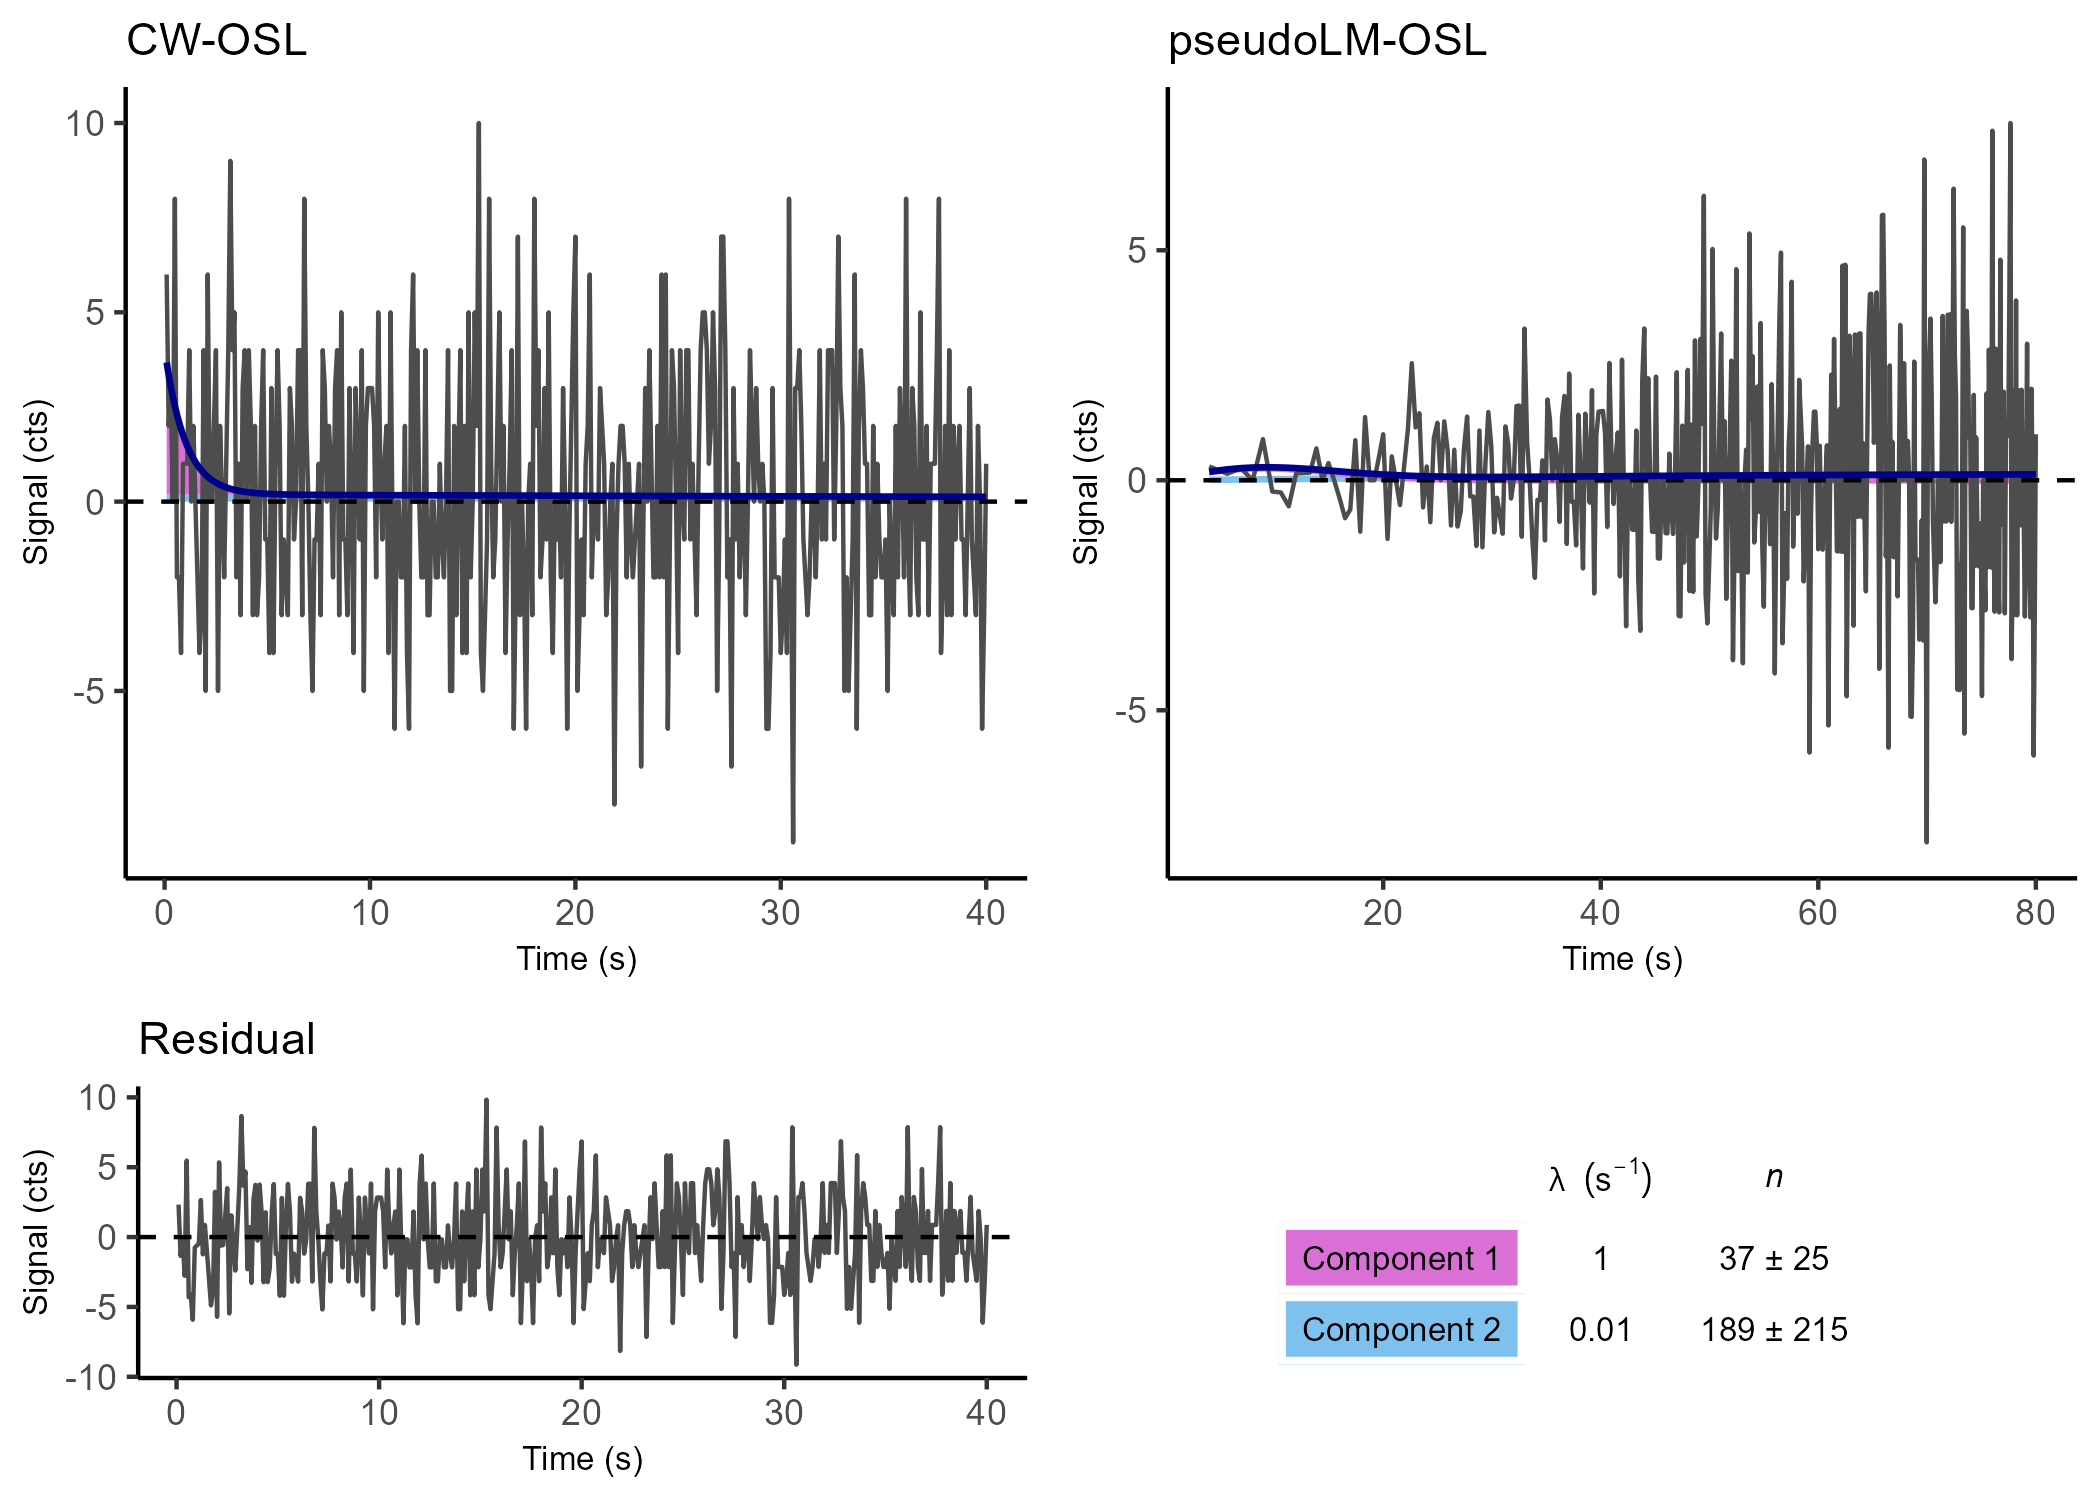 CW-OSL
Signal (cts)
10
5
0
-5
0 10 20 30 40
Time (s)
pseudoLM-OSL
Signal (cts)
5
0
-5
20 40 60 80
Time (s)
Residual
Signal (cts)
10
5
0
-5
-10
0 10 20 30 40
Time (s)
λ (s⁻¹) n
Component 1 1 37 ± 25
Component 2 0.01 189 ± 215